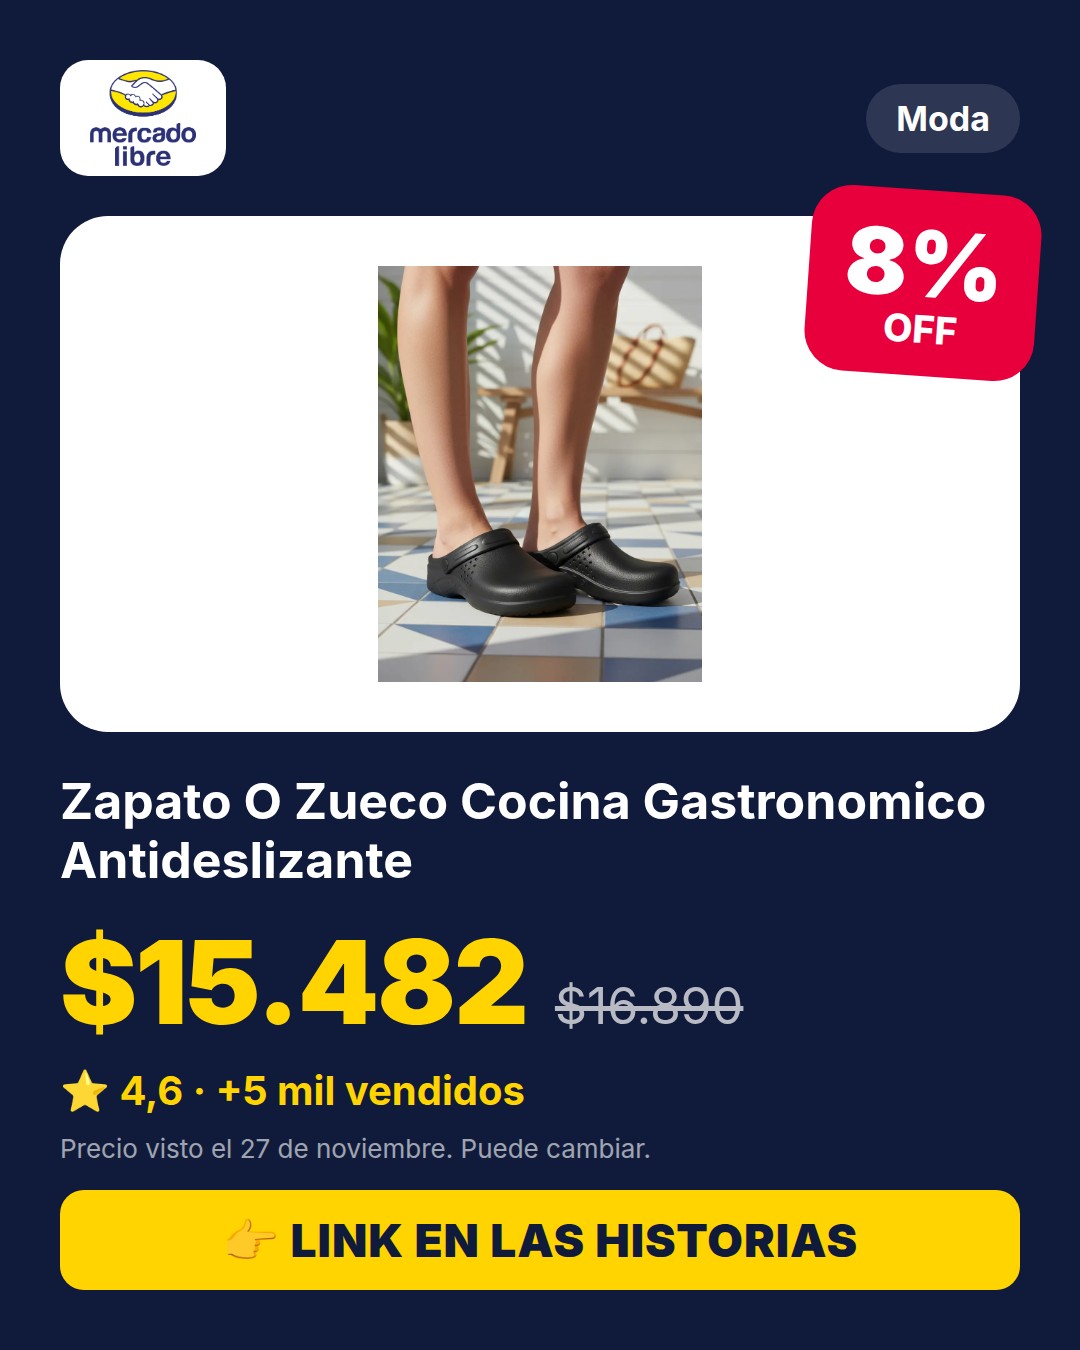 mercado
libre
Moda
8%
OFF
Zapato O Zueco Cocina Gastronomico
Antideslizante
$15.482 $16.890
⭐ 4,6 · +5 mil vendidos
Precio visto el 27 de noviembre. Puede cambiar.
👉 LINK EN LAS HISTORIAS